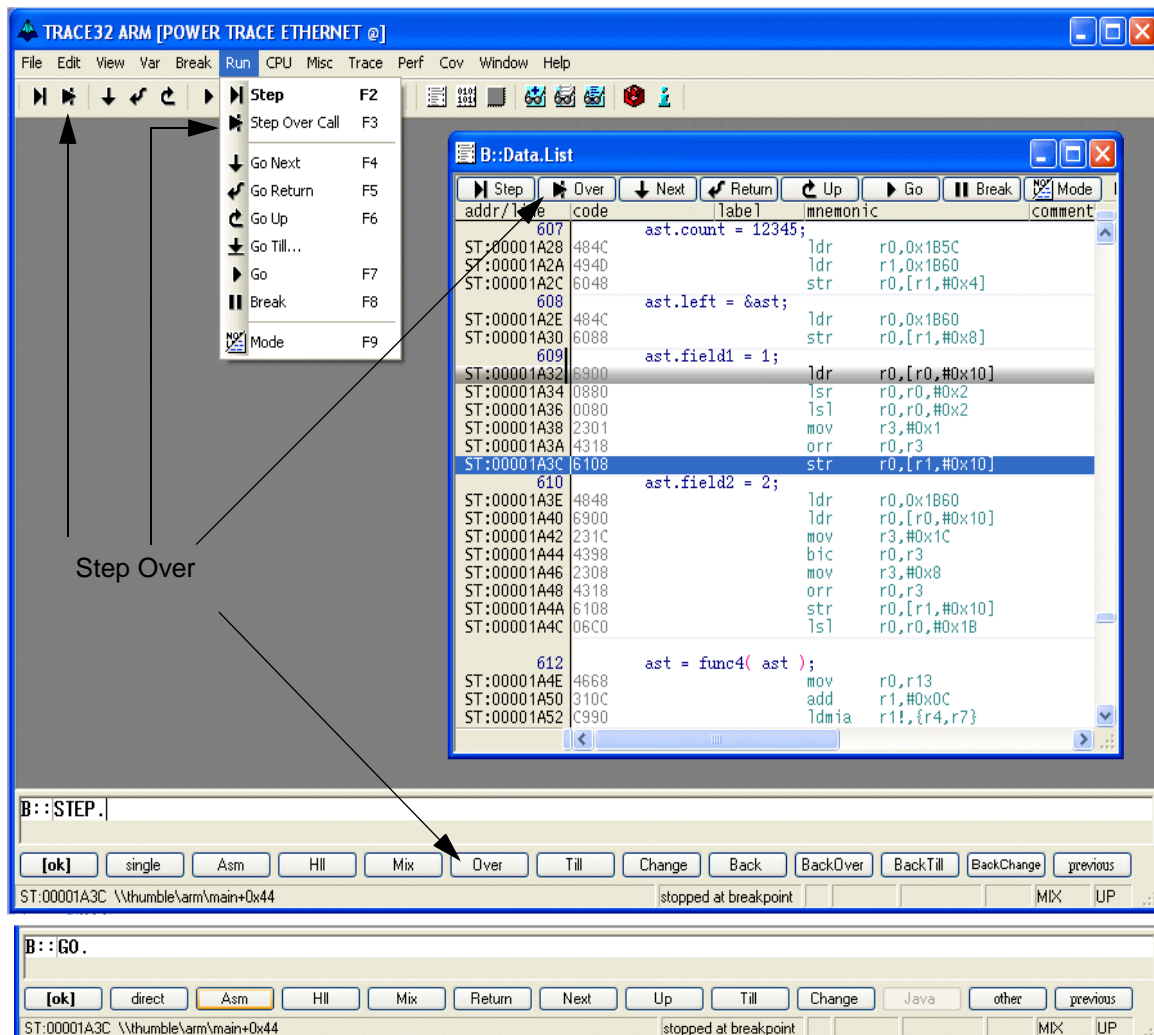 TRACE32 ARM [POWER TRACE ETHERNET @]
File Edit View Var Break Run CPU Misc Trace Perf Cov Window Help
Step F2
Step Over Call F3
Go Next F4
Go Return F5
Go Up F6
Go Till...
Go F7
Break F8
Mode F9
B::Data.List
Step Over Next Return Up Go Break Mode
addr/line code label mnemonic comment
607 ast.count = 12345;
ST:00001A28 484C ldr r0,0x1B5C
ST:00001A2A 494D ldr r1,0x1B60
ST:00001A2C 6048 str r0,[r1,#0x4]
608 ast.left = &ast;
ST:00001A2E 484C ldr r0,0x1B60
ST:00001A30 6088 str r0,[r1,#0x8]
609 ast.field1 = 1;
ST:00001A32 6900 ldr r0,[r0,#0x10]
ST:00001A34 0880 lsr r0,r0,#0x2
ST:00001A36 0080 lsl r0,r0,#0x2
ST:00001A38 2301 mov r3,#0x1
ST:00001A3A 4318 orr r0,r3
ST:00001A3C 6108 str r0,[r1,#0x10]
610 ast.field2 = 2;
ST:00001A3E 4848 ldr r0,0x1B60
ST:00001A40 6900 ldr r0,[r0,#0x10]
ST:00001A42 231C mov r3,#0x1C
ST:00001A44 4398 bic r0,r3
ST:00001A46 2308 mov r3,#0x8
ST:00001A48 4318 orr r0,r3
ST:00001A4A 6108 str r0,[r1,#0x10]
ST:00001A4C 06C0 lsl r0,r0,#0x1B
612 ast = func4( ast );
ST:00001A4E 4668 mov r0,r13
ST:00001A50 310C add r1,#0x0C
ST:00001A52 C990 ldmia r1!,{r4,r7}
Step Over
B::STEP.
[ok] single Asm Hll Mix Over Till Change Back BackOver BackTill BackChange previous
ST:00001A3C \\thumble\arm\main+0x44 stopped at breakpoint MIX UP
B::GO.
[ok] direct Asm Hll Mix Return Next Up Till Change Java other previous
ST:00001A3C \\thumble\arm\main+0x44 stopped at breakpoint MIX UP